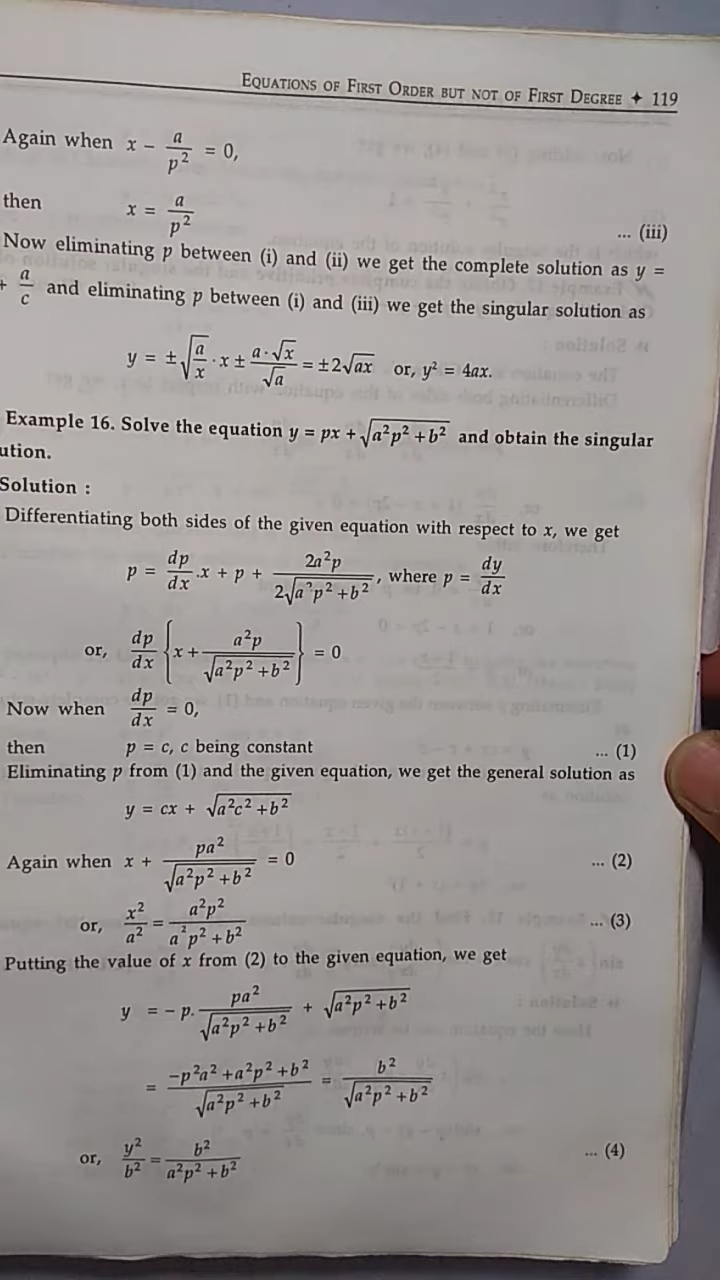 EQUATIONS OF FIRST ORDER BUT NOT OF FIRST DEGREE ✦ 119
Again when x − a/p² = 0,
then x = a/p² ... (iii)
Now eliminating p between (i) and (ii) we get the complete solution as y =
+ a/c and eliminating p between (i) and (iii) we get the singular solution as
y = ±√(a/x) · x ± a·√x/√a = ±2√ax or, y² = 4ax.
Example 16. Solve the equation y = px + √(a²p² + b²) and obtain the singular
ution.
Solution :
Differentiating both sides of the given equation with respect to x, we get
p = dp/dx .x + p + 2a²p/(2√(a²p² + b²)), where p = dy/dx
or, dp/dx {x + a²p/√(a²p² + b²)} = 0
Now when dp/dx = 0,
then p = c, c being constant ... (1)
Eliminating p from (1) and the given equation, we get the general solution as
y = cx + √(a²c² + b²)
Again when x + pa²/√(a²p² + b²) = 0 ... (2)
or, x²/a² = a²p²/(a²p² + b²) ... (3)
Putting the value of x from (2) to the given equation, we get
y = − p. pa²/√(a²p² + b²) + √(a²p² + b²)
= (−p²a² + a²p² + b²)/√(a²p² + b²) = b²/√(a²p² + b²)
or, y²/b² = b²/(a²p² + b²) ... (4)